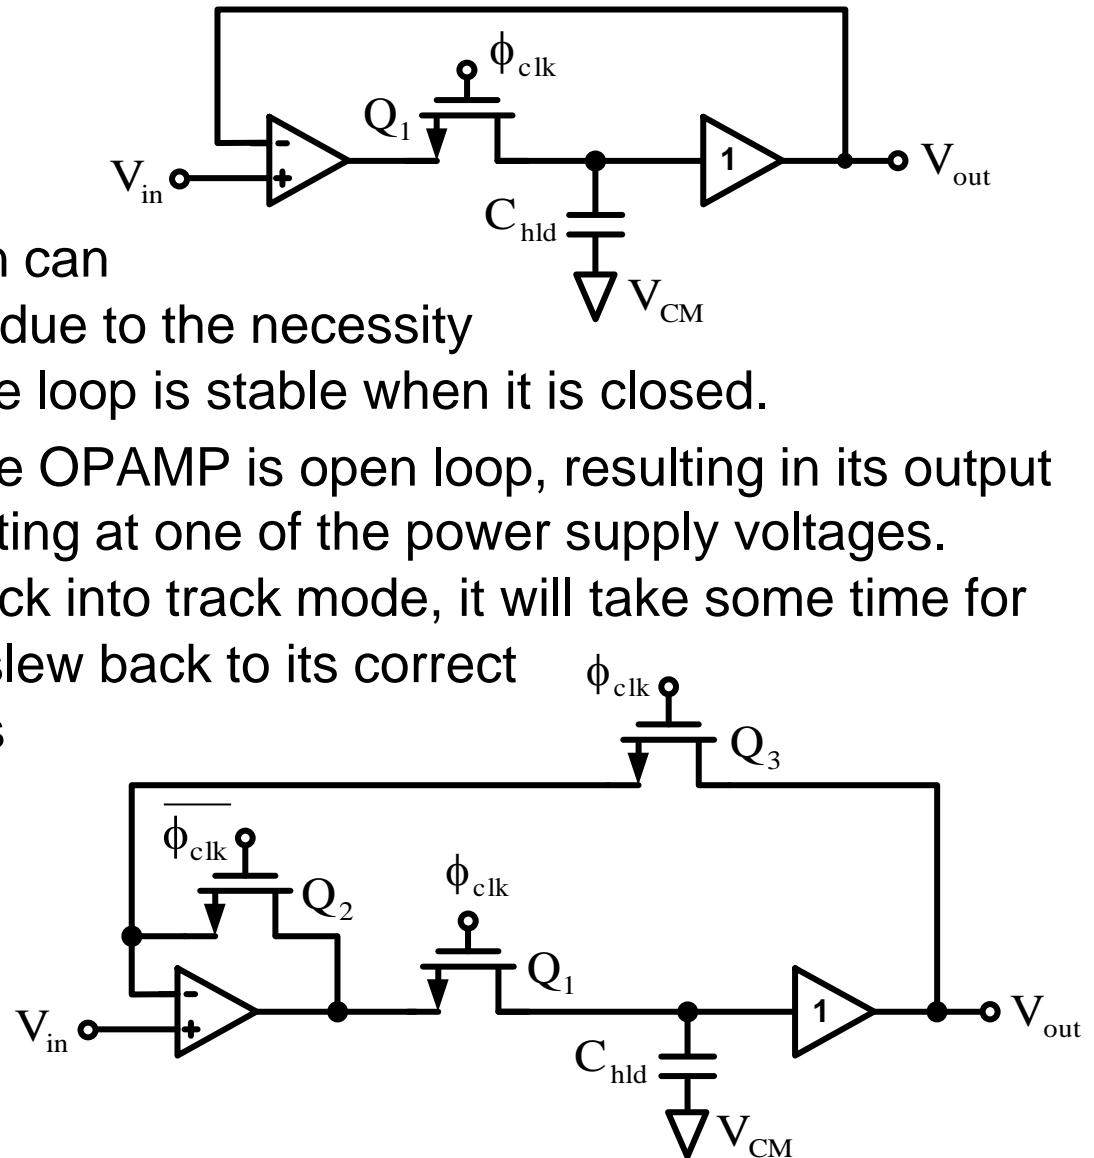 ϕclk
Q1
-
+
1
Vin
Vout
Chld
VCM
n can
due to the necessity
e loop is stable when it is closed.
e OPAMP is open loop, resulting in its output
ting at one of the power supply voltages.
ck into track mode, it will take some time for
slew back to its correct
s
ϕclk
Q3
ϕclk
Q2
ϕclk
Q1
-
+
1
Vin
Vout
Chld
VCM